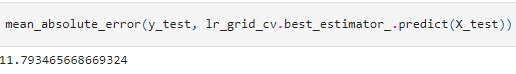 mean_absolute_error(y_test, lr_grid_cv.best_estimator_.predict(X_test))
11.793465668669324